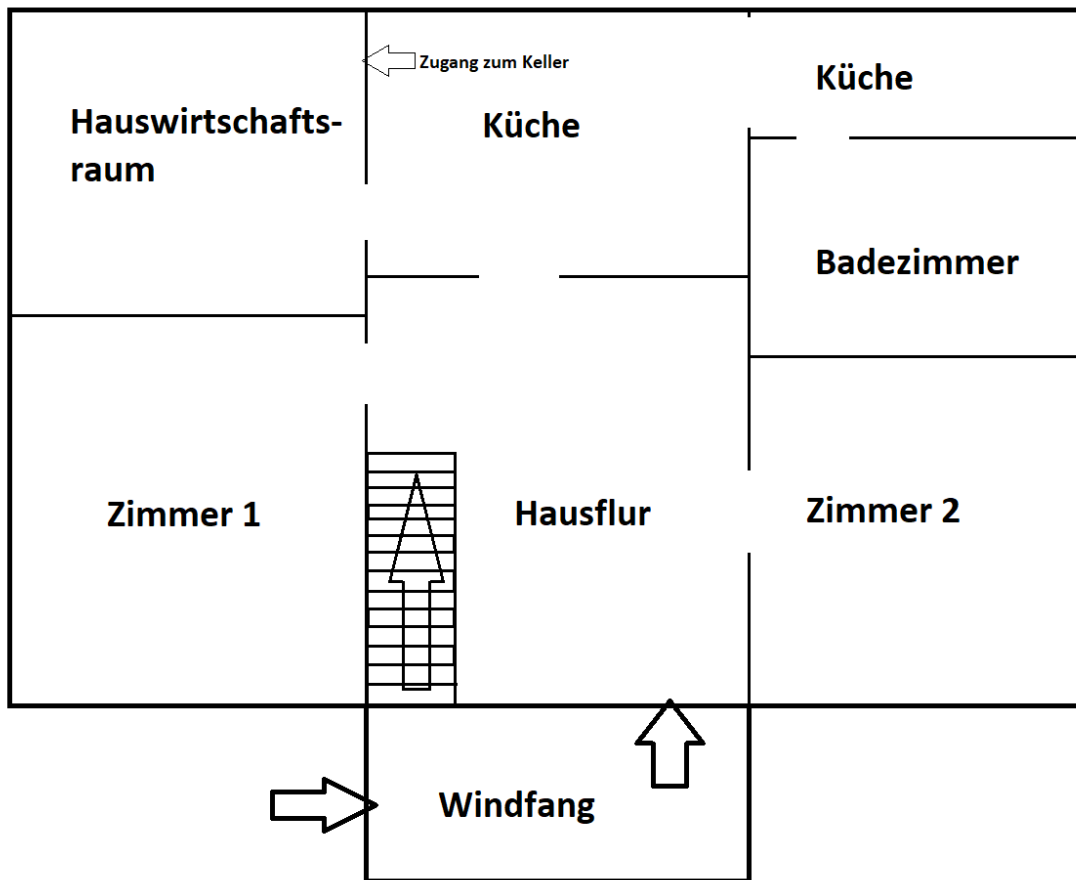 Zugang zum Keller
Küche
Hauswirtschafts-
raum
Küche
Badezimmer
Zimmer 1
Hausflur
Zimmer 2
Windfang